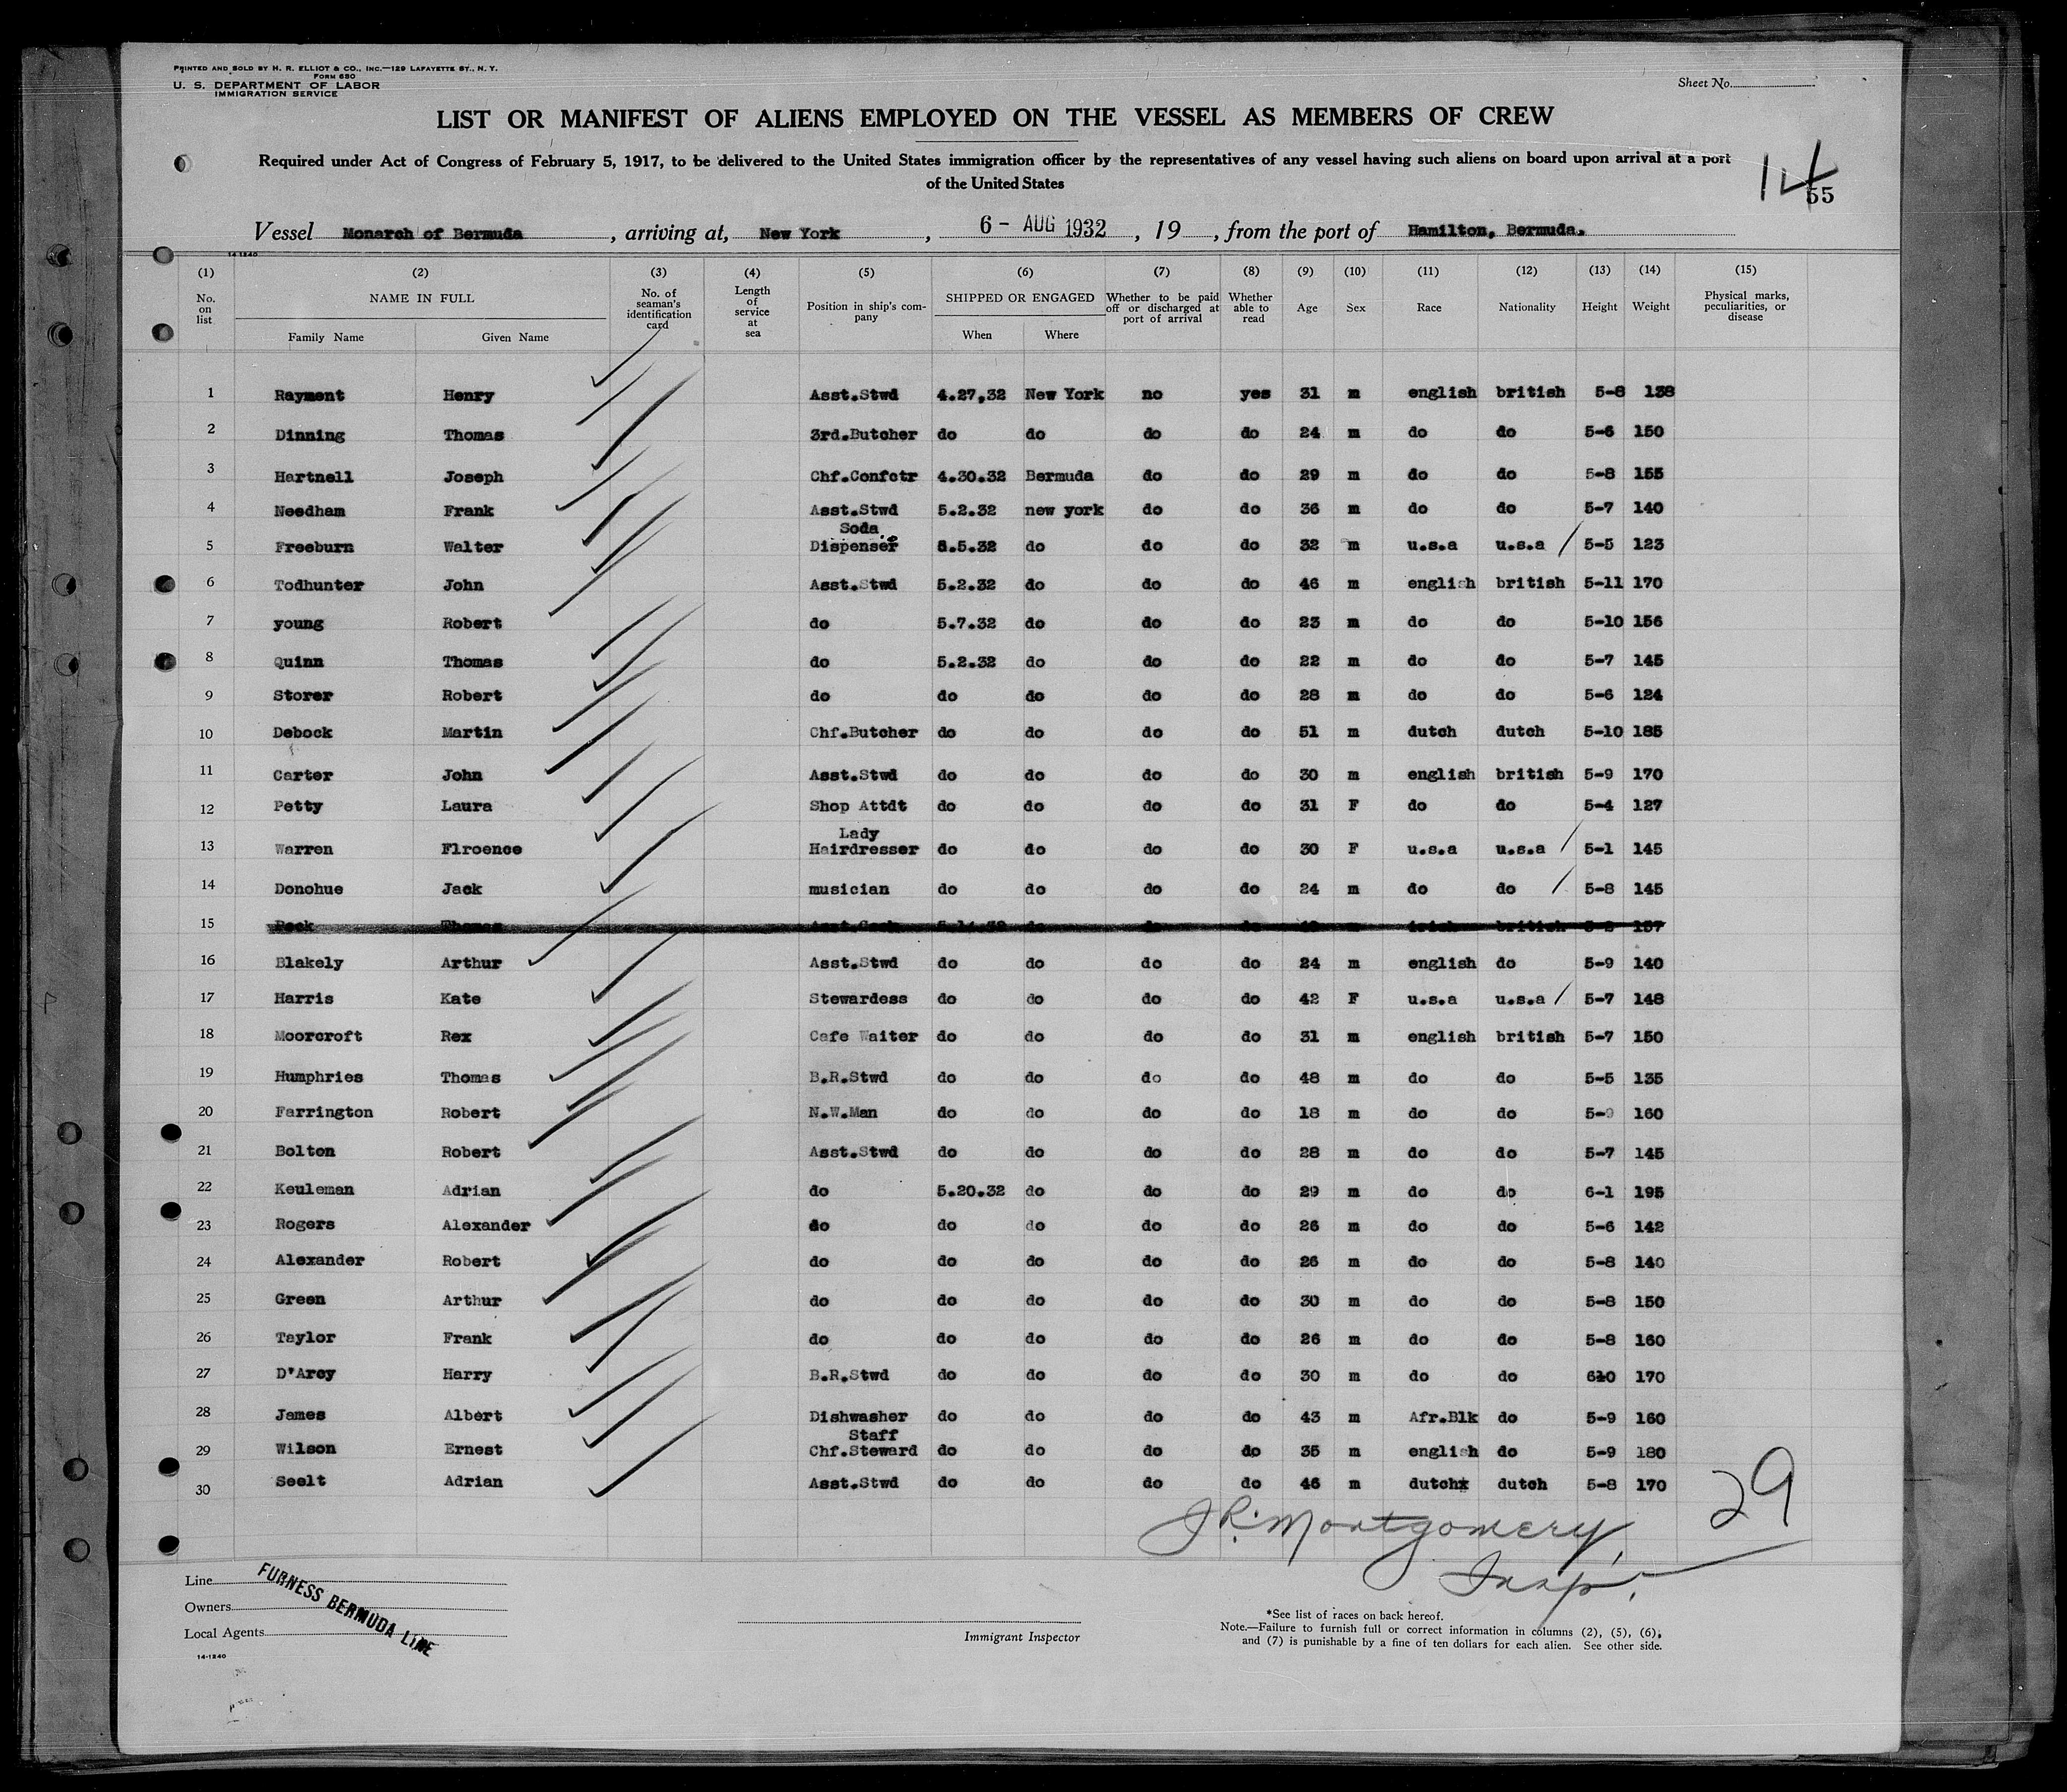 PRINTED AND SOLD BY H. R. ELLIOT & CO., INC.—129 LAFAYETTE ST., N. Y.
FORM 680
U. S. DEPARTMENT OF LABOR
IMMIGRATION SERVICE
Sheet No.
LIST OR MANIFEST OF ALIENS EMPLOYED ON THE VESSEL AS MEMBERS OF CREW
Required under Act of Congress of February 5, 1917, to be delivered to the United States immigration officer by the representatives of any vessel having such aliens on board upon arrival at a port
of the United States
14
55
Vessel Monarch of Bermuda, arriving at, New York, 6 - AUG 1932, 19, from the port of Hamilton, Bermuda.
14-1240
(1) (2) (3) (4) (5) (6) (7) (8) (9) (10) (11) (12) (13) (14) (15)
No. on list NAME IN FULL Family Name Given Name No. of seaman's identification card Length of service at sea Position in ship's company SHIPPED OR ENGAGED When Where Whether to be paid off or discharged at port of arrival Whether able to read Age Sex Race Nationality Height Weight Physical marks, peculiarities, or disease
1 Rayment Henry Asst.Stwd 4.27,32 New York no yes 31 m english british 5-8 138
2 Dinning Thomas 3rd.Butcher do do do do 24 m do do 5-6 150
3 Hartnell Joseph Chf.Confctr 4.30.32 Bermuda do do 29 m do do 5-8 155
4 Needham Frank Asst.Stwd 5.2.32 new york do do 36 m do do 5-7 140
Soda
5 Freeburn Walter Dispenser .5.32 do do do 32 m u.s.a u.s.a / 5-5 123
6 Todhunter John Asst.Stwd 5.2.32 do do do 46 m english british 5-11 170
7 young Robert do 5.7.32 do do do 23 m do do 5-10 156
8 Quinn Thomas do 5.2.32 do do do 22 m do do 5-7 145
9 Storer Robert do do do do do 28 m do do 5-6 124
10 Debock Martin Chf.Butcher do do do do 51 m dutch dutch 5-10 185
11 Carter John Asst.Stwd do do do do 30 m english british 5-9 170
12 Petty Laura Shop Attdt do do do do 31 F do do 5-4 127
Lady
13 Warren Flroence Hairdresser do do do do 30 F u.s.a u.s.a / 5-1 145
14 Donohue Jack musician do do do do 24 m do do / 5-8 145
15 Thomas Asst.Cook 5.14.32 do do do m irish british 157
16 Blakely Arthur Asst.Stwd do do do do 24 m english do 5-9 140
17 Harris Kate Stewardess do do do do 42 F u.s.a u.s.a / 5-7 148
18 Moorcroft Rex Cafe Waiter do do do do 31 m english british 5-7 150
19 Humphries Thomas B.R.Stwd do do do do 48 m do do 5-5 135
20 Farrington Robert N.W.Man do do do do 18 m do do 5-9 160
21 Bolton Robert Asst.Stwd do do do do 28 m do do 5-7 145
22 Keuleman Adrian do 5.20.32 do do do 29 m do do 6-1 195
23 Rogers Alexander do do do do do 26 m do do 5-6 142
24 Alexander Robert do do do do do 26 m do do 5-8 140
25 Green Arthur do do do do do 30 m do do 5-8 150
26 Taylor Frank do do do do do 26 m do do 5-8 160
27 D'Arcy Harry B.R.Stwd do do do do 30 m do do 170
28 James Albert Dishwasher do do do do 43 m Afr.Blk do 5-9 160
Staff
29 Wilson Ernest Chf.Steward do do do do 35 m english do 5-9 180
30 Seelt Adrian Asst.Stwd do do do do 46 m dutchx dutch 5-8 170
29
J R. Montgomery,
Insp.
Line
Owners
Local Agents
FURNESS BERMUDA LINE
14-1240
Immigrant Inspector
*See list of races on back hereof.
Note.—Failure to furnish full or correct information in columns (2), (5), (6),
and (7) is punishable by a fine of ten dollars for each alien. See other side.